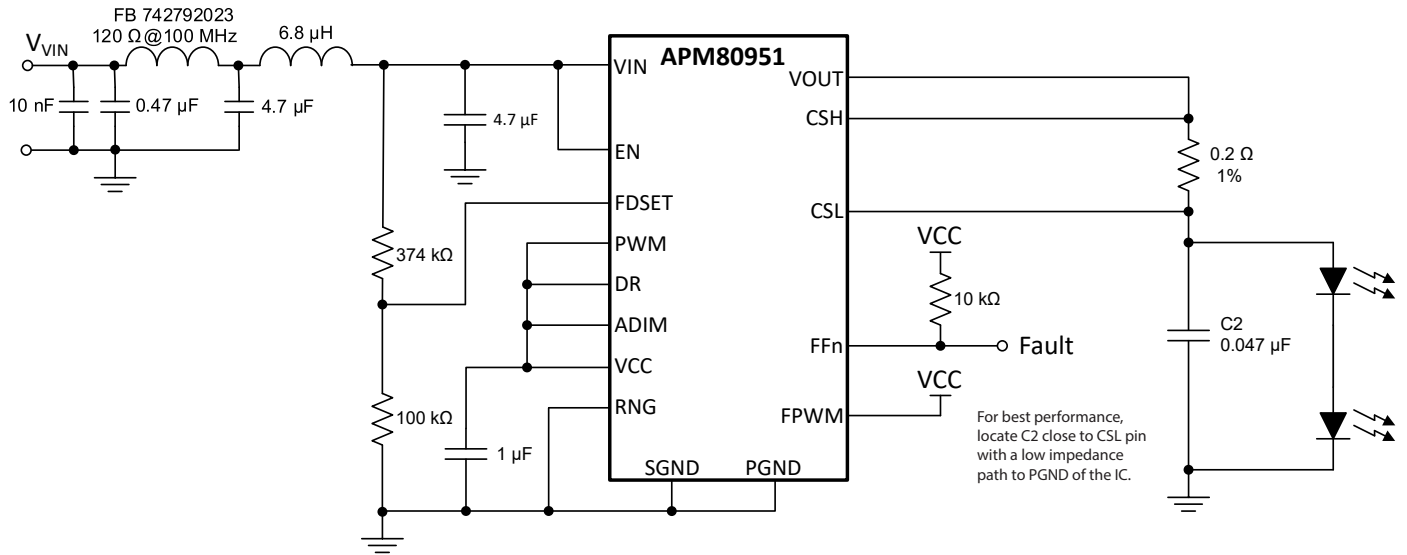 FB 742792023
120 Ω @100 MHz
V_VIN
6.8 µH
10 nF
0.47 µF
4.7 µF
4.7 µF
374 kΩ
100 kΩ
1 µF
APM80951
VIN
EN
FDSET
PWM
DR
ADIM
VCC
RNG
SGND
PGND
VOUT
CSH
CSL
FFn
FPWM
0.2 Ω
1%
VCC
10 kΩ
Fault
VCC
C2
0.047 µF
For best performance,
locate C2 close to CSL pin
with a low impedance
path to PGND of the IC.